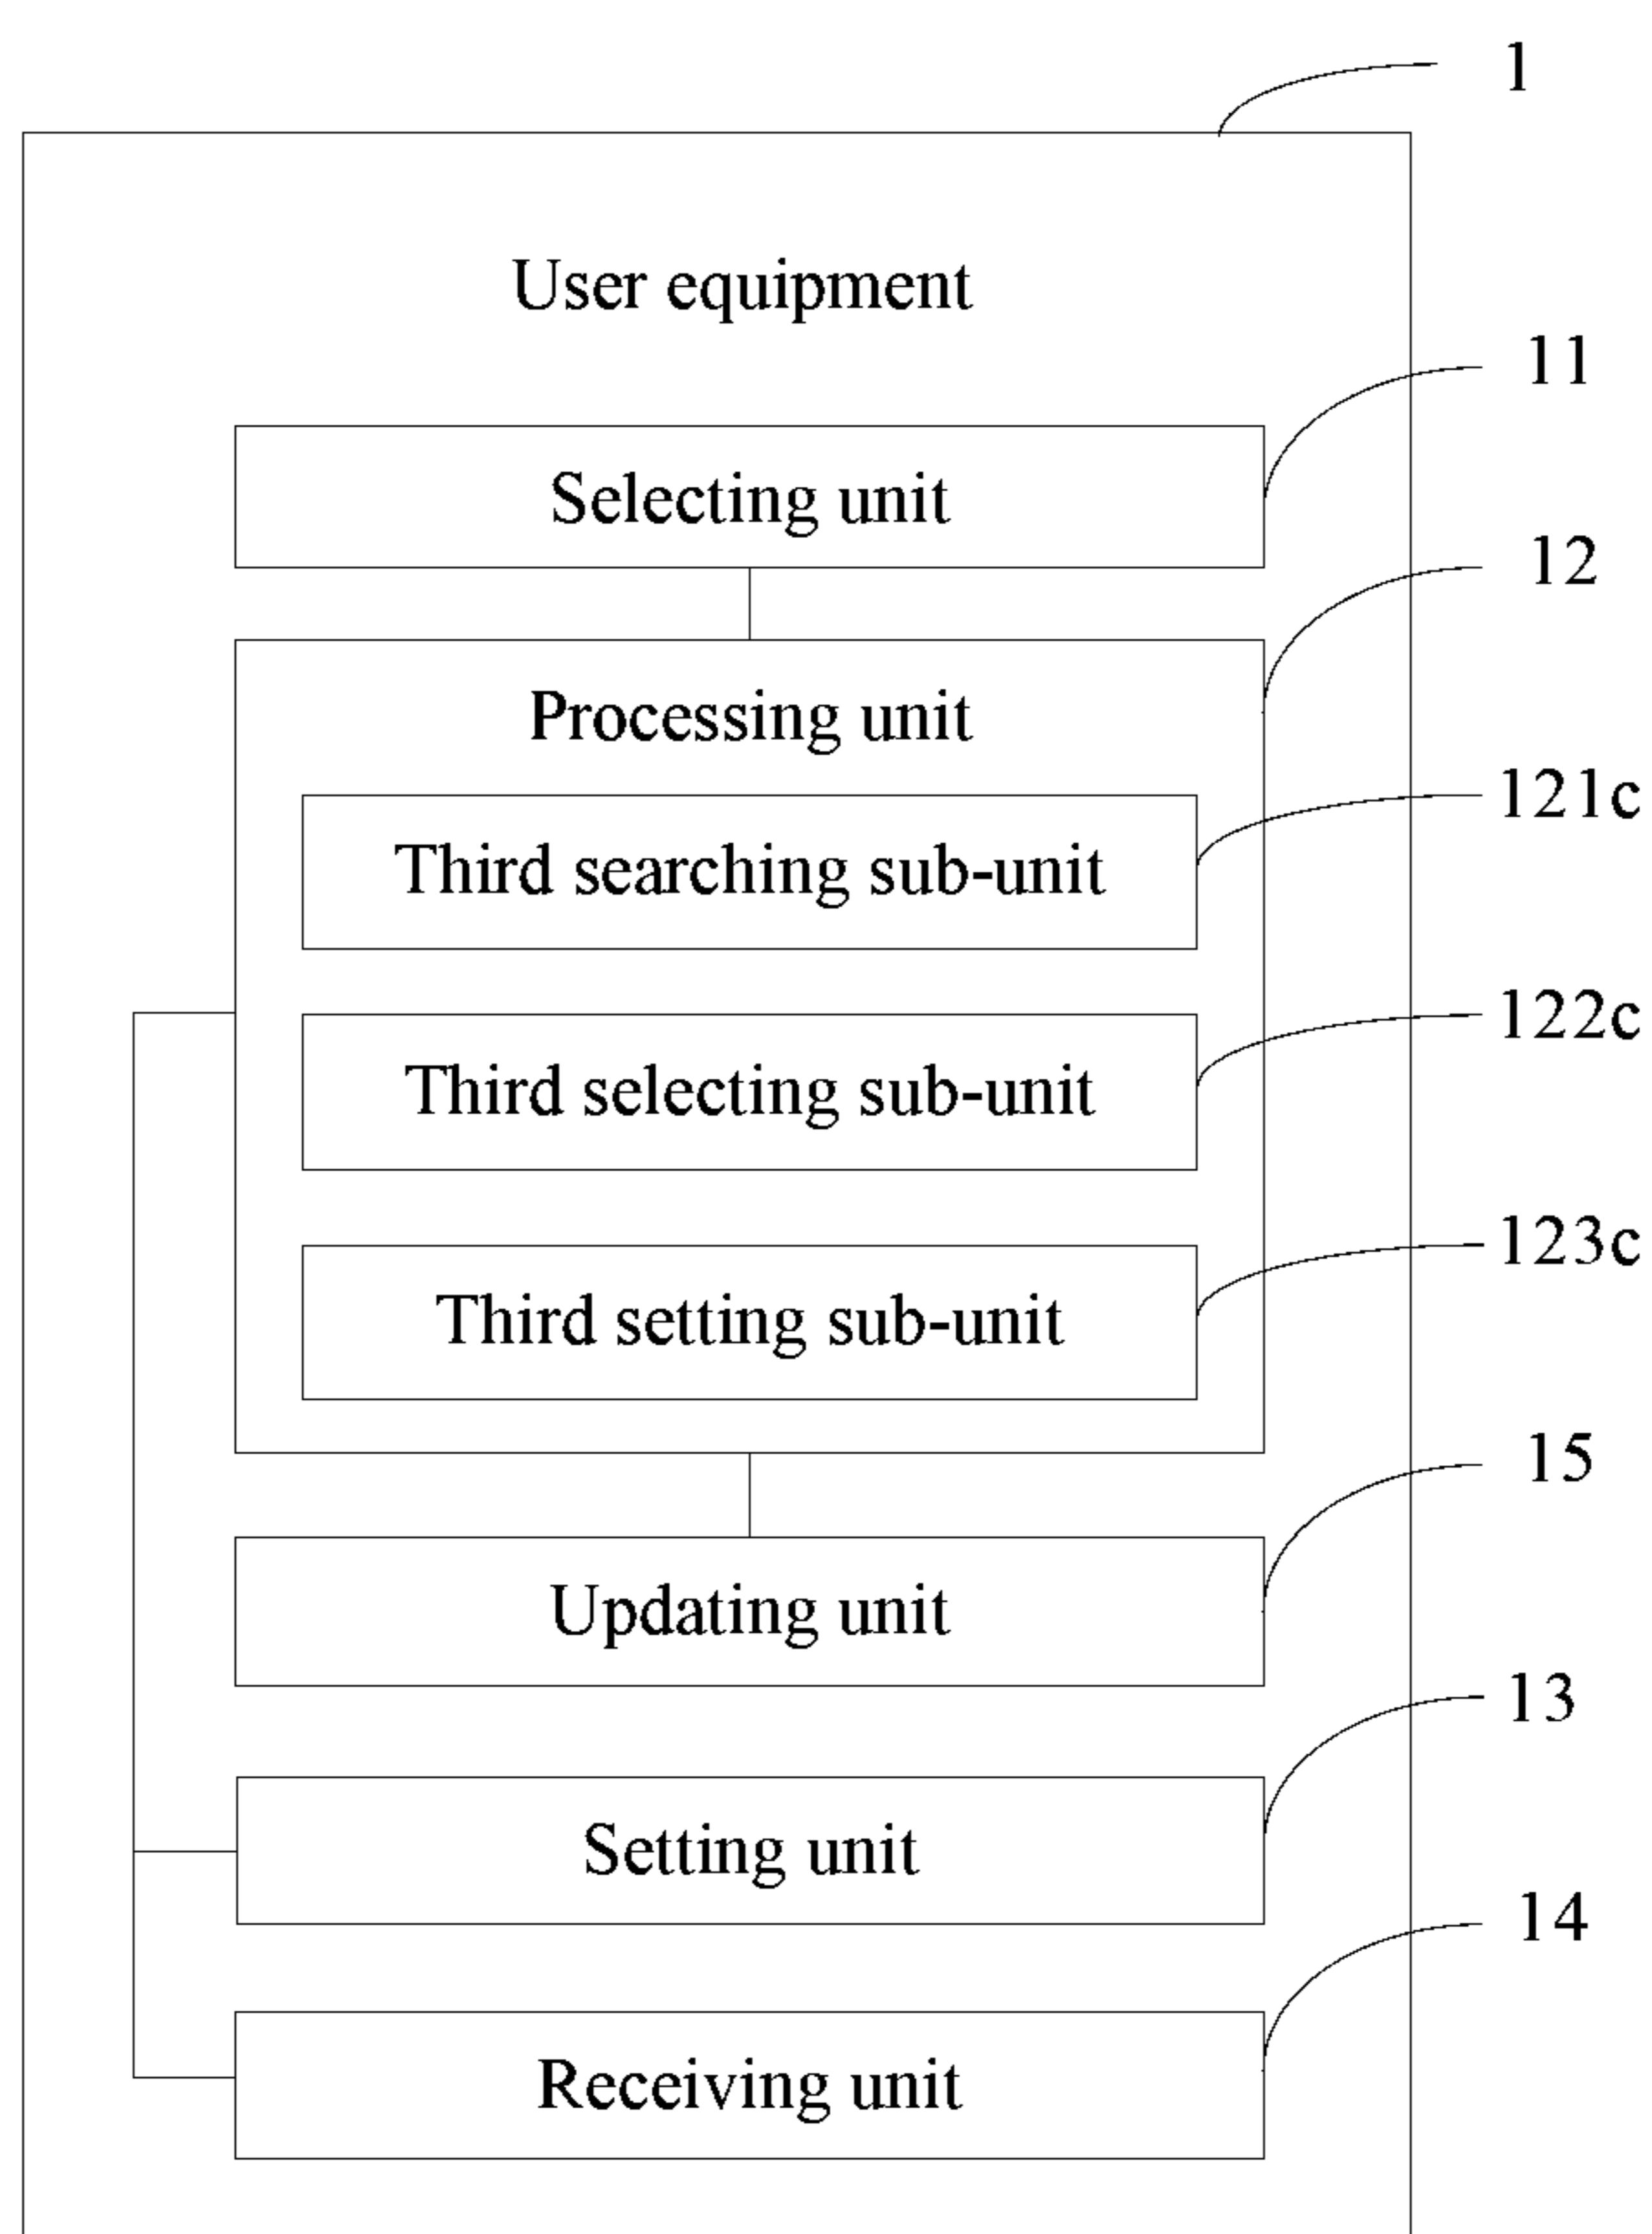 1
User equipment
11
Selecting unit
12
Processing unit
121c
Third searching sub-unit
122c
Third selecting sub-unit
123c
Third setting sub-unit
15
Updating unit
13
Setting unit
14
Receiving unit